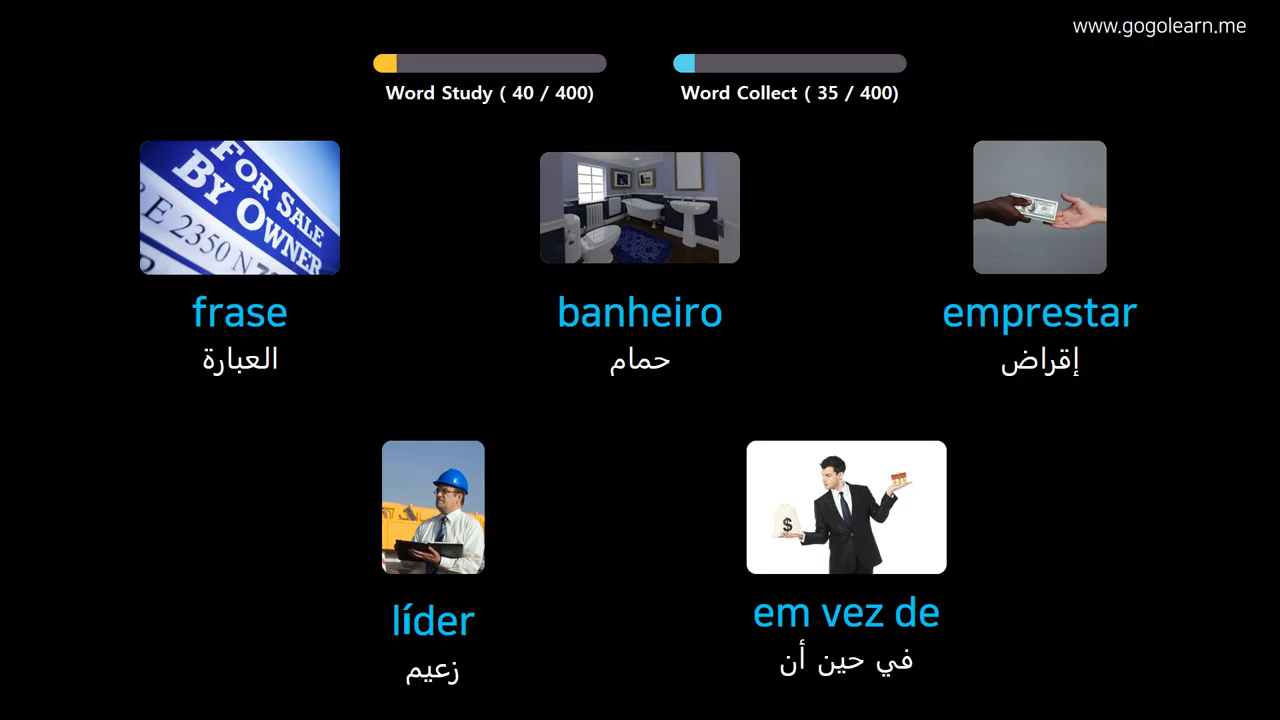 www.gogolearn.me
Word Study ( 40 / 400)
Word Collect ( 35 / 400)
FOR SALE
BY OWNER
E 2350 N
frase
العبارة
banheiro
حمام
emprestar
إقراض
$
líder
زعيم
em vez de
في حين أن